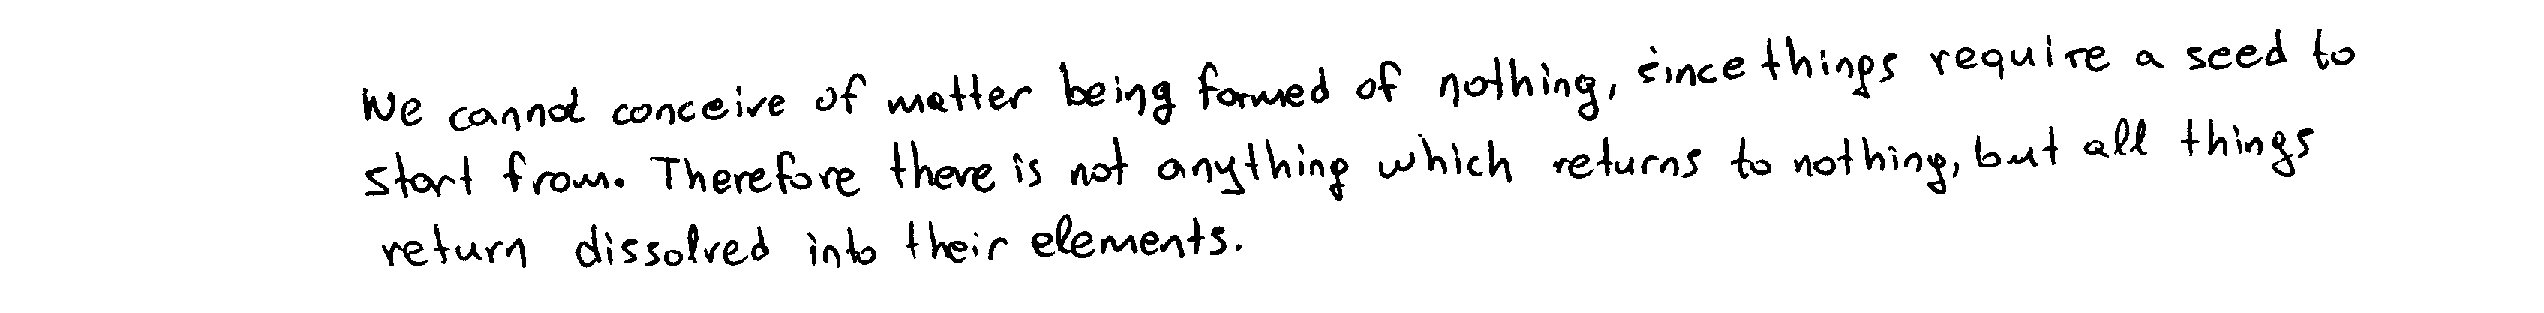 We cannot conceive of matter being formed of nothing, since things require a seed to
start from. Therefore there is not anything which returns to nothing, but all things
return dissolved into their elements.